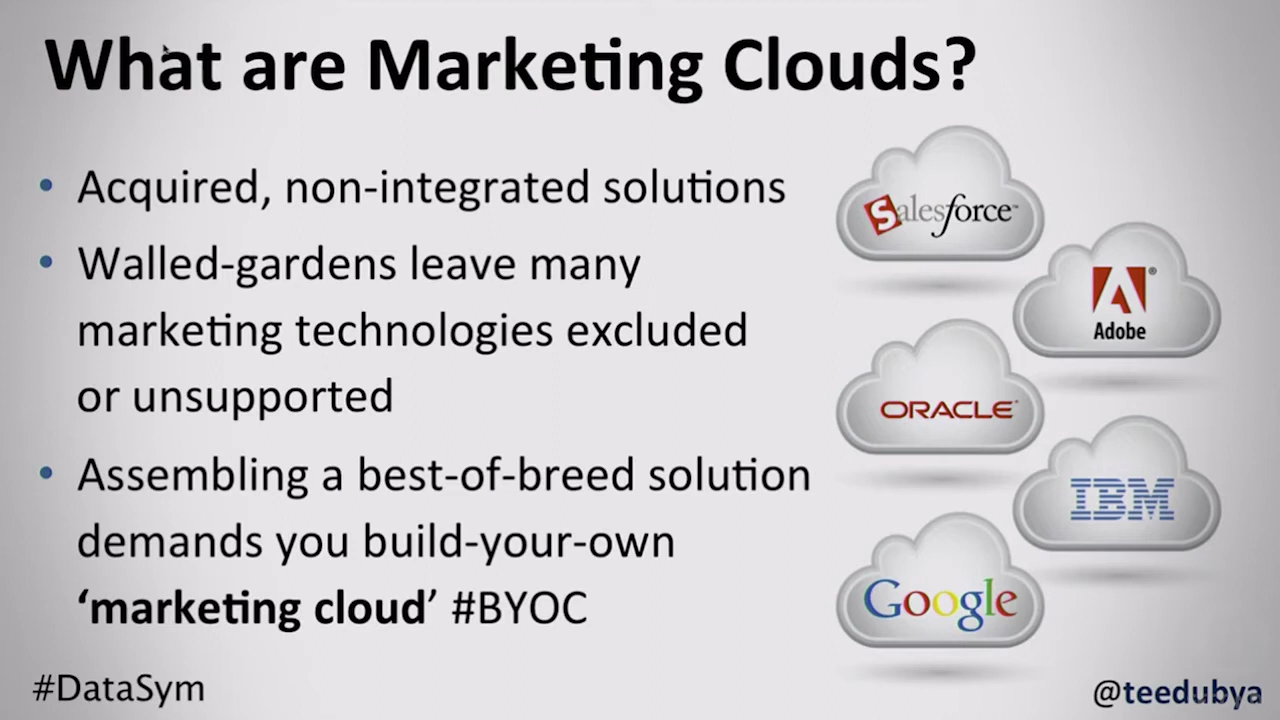 What are Marketing Clouds?
• Acquired, non-integrated solutions
• Walled-gardens leave many
marketing technologies excluded
or unsupported
• Assembling a best-of-breed solution
demands you build-your-own
‘marketing cloud’ #BYOC
Salesforce™
Adobe®
ORACLE®
IBM
Google
#DataSym
@teedubya